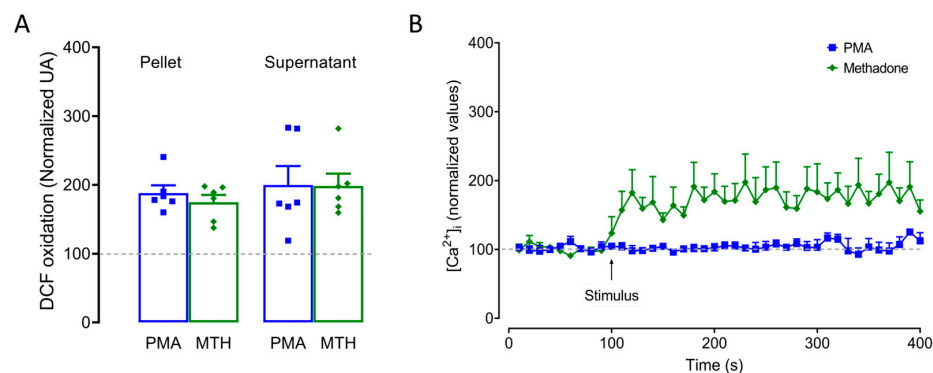 A
DCF oxidation (Normalized UA)
400
300
200
100
0
Pellet
Supernatant
PMA
MTH
PMA
MTH
B
[Ca²⁺]ᵢ (normalized values)
400
300
200
100
0
PMA
Methadone
Stimulus
0
100
200
300
400
Time (s)